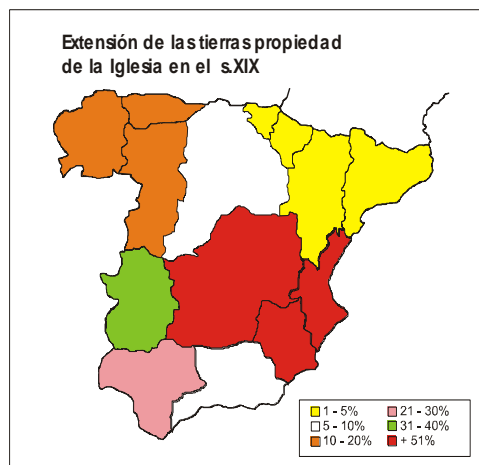 Extensión de las tierras propiedad
de la Iglesia en el s.XIX
1 - 5% 21 - 30%
5 - 10% 31 - 40%
10 - 20% + 51%